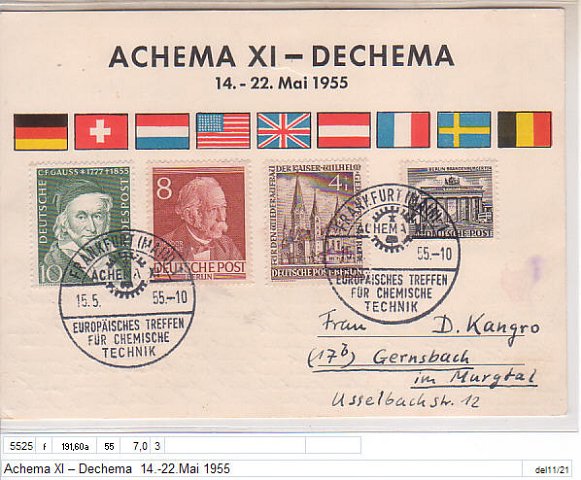 ACHEMA XI – DECHEMA
14.-22. Mai 1955
C.F. GAUSS * 1777 + 1855
DEUTSCHE
BUNDESPOST
10
8
DEUTSCHE POST
BERLIN
FÜR DEN WIEDERAUFBAU
DER KAISER-WILHELM
4+
DEUTSCHE POST BERLIN
BERLIN BRANDENBURGER TOR
DEUTSCHE POST
FRANKFURT (MAIN)
ACHEMA
15.5.
55-10
EUROPÄISCHES TREFFEN
FÜR CHEMISCHE
TECHNIK
FRANKFURT (MAIN)
ACHEMA
55.-10
EUROPÄISCHES TREFFEN
FÜR CHEMISCHE
TECHNIK
Frau D. Kangro
(17b) Gernsbach
im Murgtal
Usselbachstr. 12
5525 f 191,60a 55 7,0 3
Achema XI – Dechema 14.-22.Mai 1955
del11/21